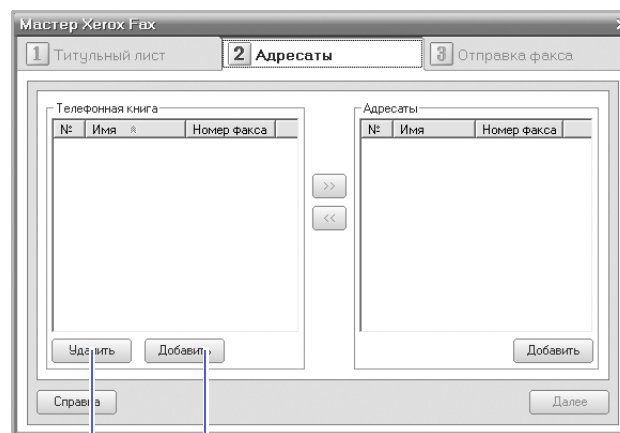 Мастер Xerox Fax
1 Титульный лист 2 Адресаты 3 Отправка факса
Телефонная книга Адресаты
№ Имя Номер факса № Имя Номер факса
>>
<<
Удалить Добавить Добавить
Справка Далее